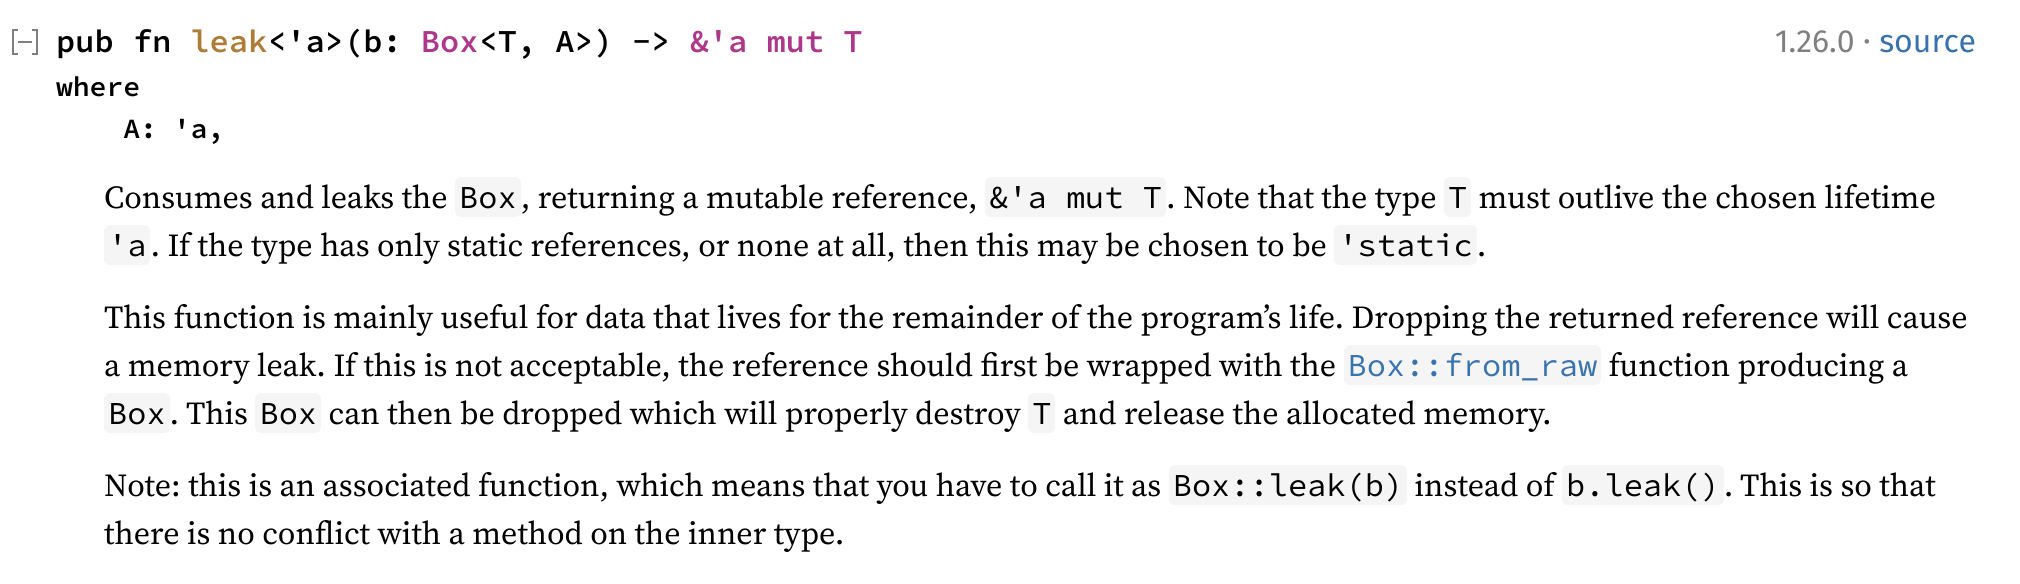 [−] pub fn leak<'a>(b: Box<T, A>) -> &'a mut T 1.26.0 · source
where
A: 'a,
Consumes and leaks the Box, returning a mutable reference, &'a mut T. Note that the type T must outlive the chosen lifetime
'a. If the type has only static references, or none at all, then this may be chosen to be 'static.
This function is mainly useful for data that lives for the remainder of the program’s life. Dropping the returned reference will cause
a memory leak. If this is not acceptable, the reference should first be wrapped with the Box::from_raw function producing a
Box. This Box can then be dropped which will properly destroy T and release the allocated memory.
Note: this is an associated function, which means that you have to call it as Box::leak(b) instead of b.leak(). This is so that
there is no conflict with a method on the inner type.